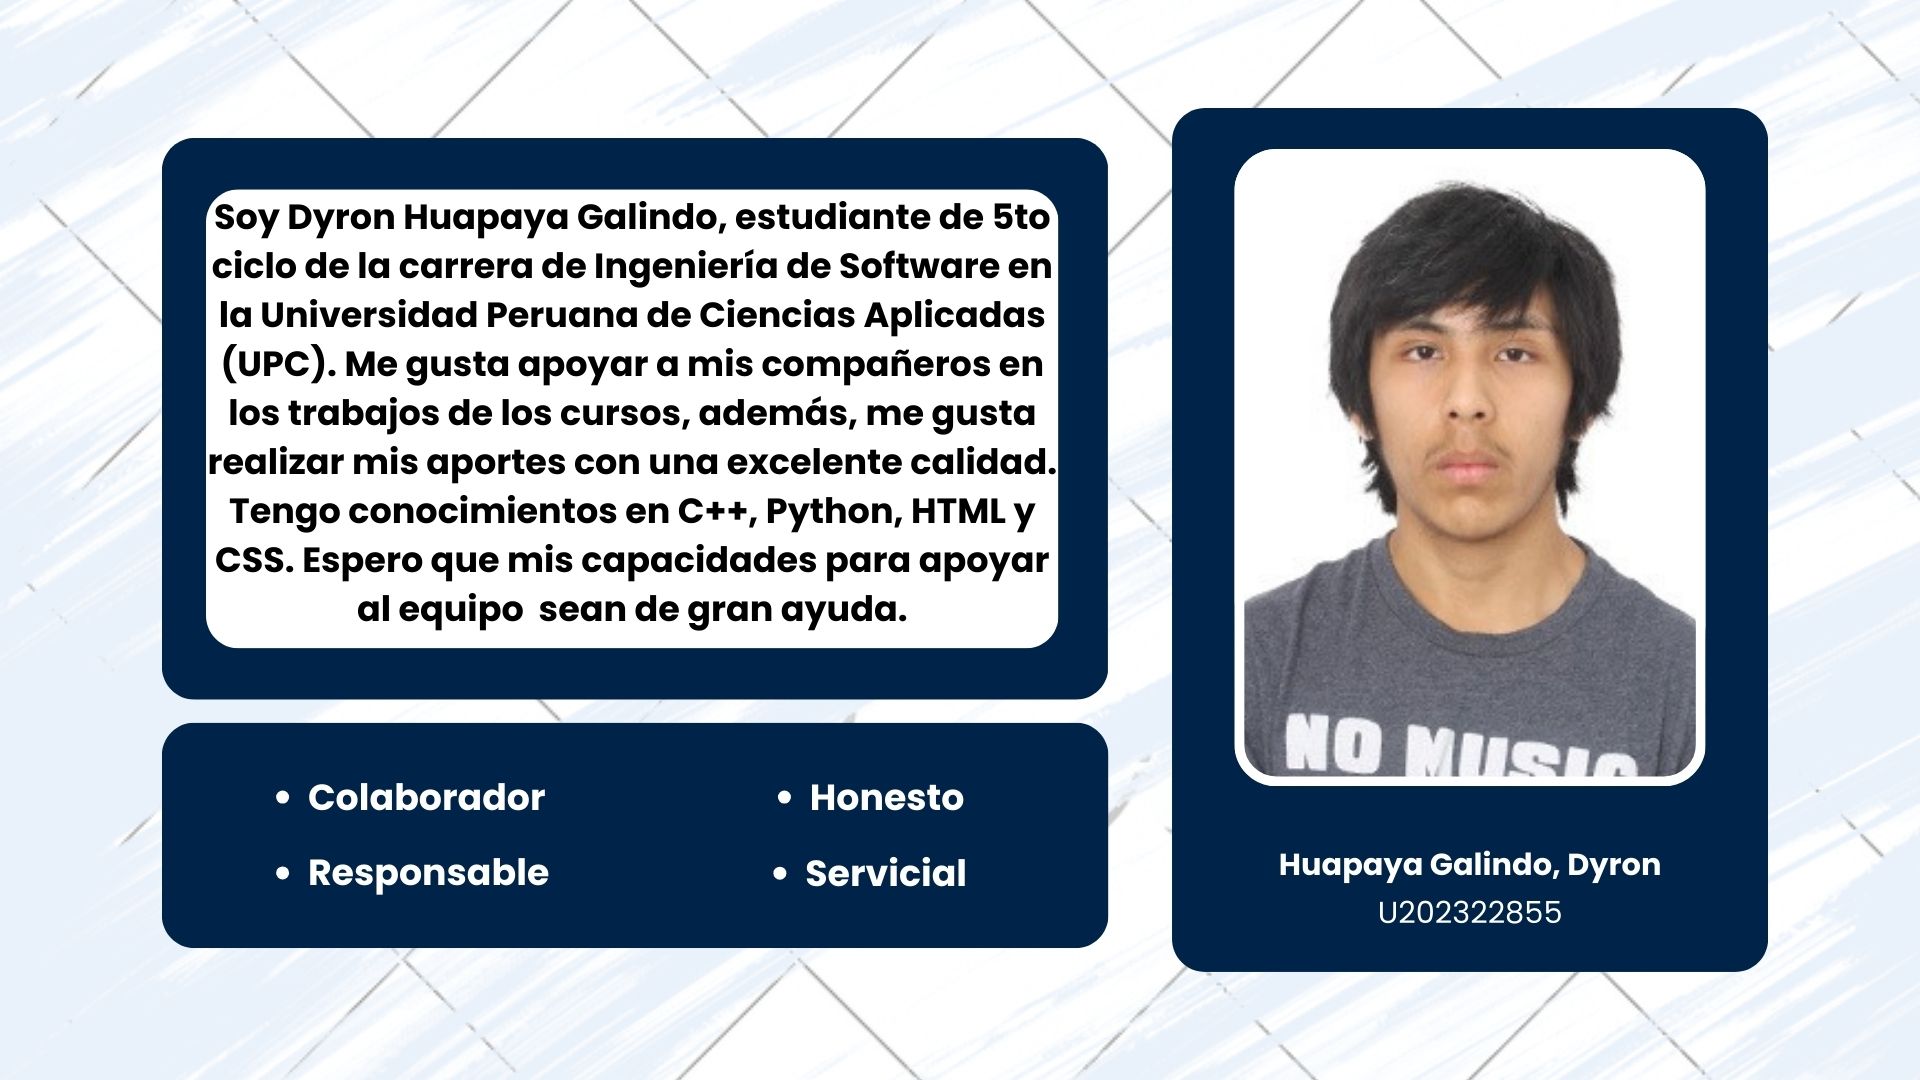 Soy Dyron Huapaya Galindo, estudiante de 5to
ciclo de la carrera de Ingeniería de Software en
la Universidad Peruana de Ciencias Aplicadas
(UPC). Me gusta apoyar a mis compañeros en
los trabajos de los cursos, además, me gusta
realizar mis aportes con una excelente calidad.
Tengo conocimientos en C++, Python, HTML y
CSS. Espero que mis capacidades para apoyar
al equipo  sean de gran ayuda.
• Colaborador
• Responsable
• Honesto
• Servicial
NO MUSIC
Huapaya Galindo, Dyron
U202322855